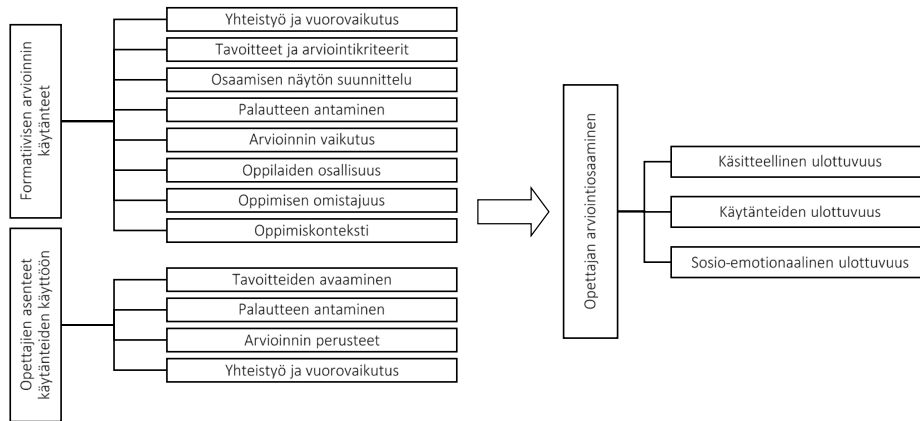 Formatiivisen arvioinnin
käytänteet
Yhteistyö ja vuorovaikutus
Tavoitteet ja arviointikriteerit
Osaamisen näytön suunnittelu
Palautteen antaminen
Arvioinnin vaikutus
Oppilaiden osallisuus
Oppimisen omistajuus
Oppimiskonteksti
Opettajien asenteet
käytänteiden käyttöön
Tavoitteiden avaaminen
Palautteen antaminen
Arvioinnin perusteet
Yhteistyö ja vuorovaikutus
Opettajan arviointiosaaminen
Käsitteellinen ulottuvuus
Käytänteiden ulottuvuus
Sosio-emotionaalinen ulottuvuus